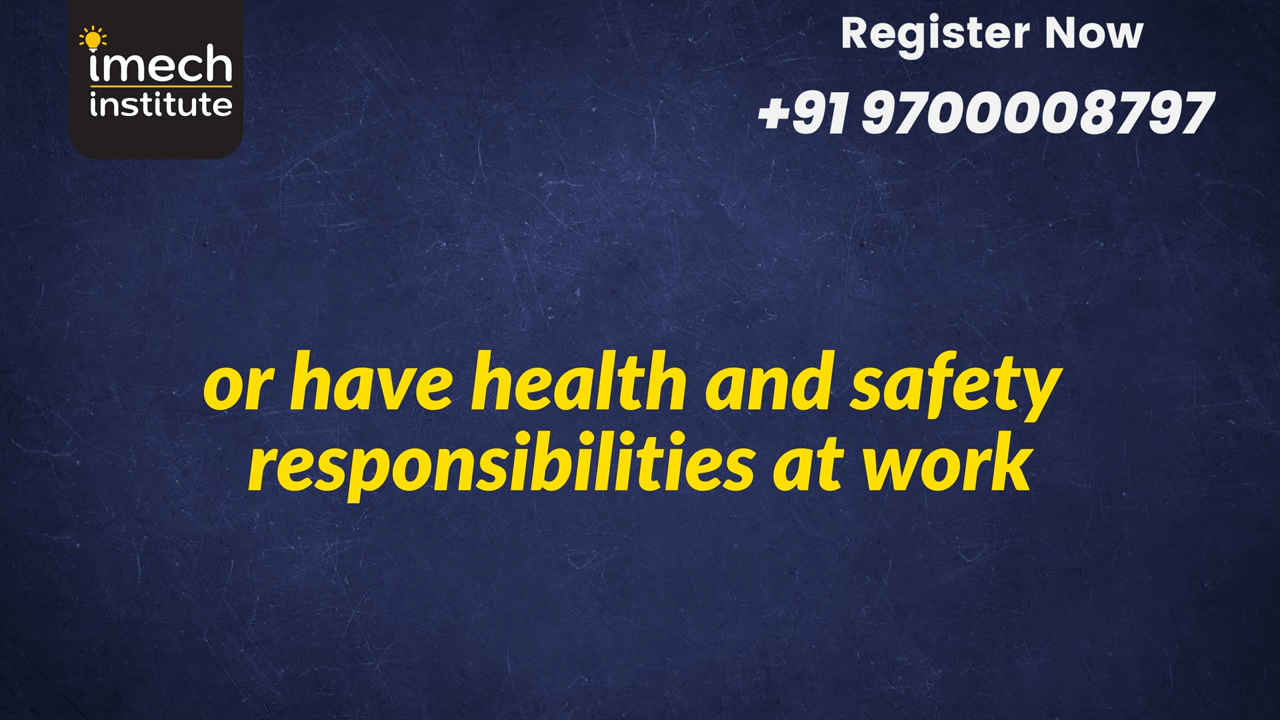 imech
institute
Register Now
+91 9700008797
or have health and safety
responsibilities at work